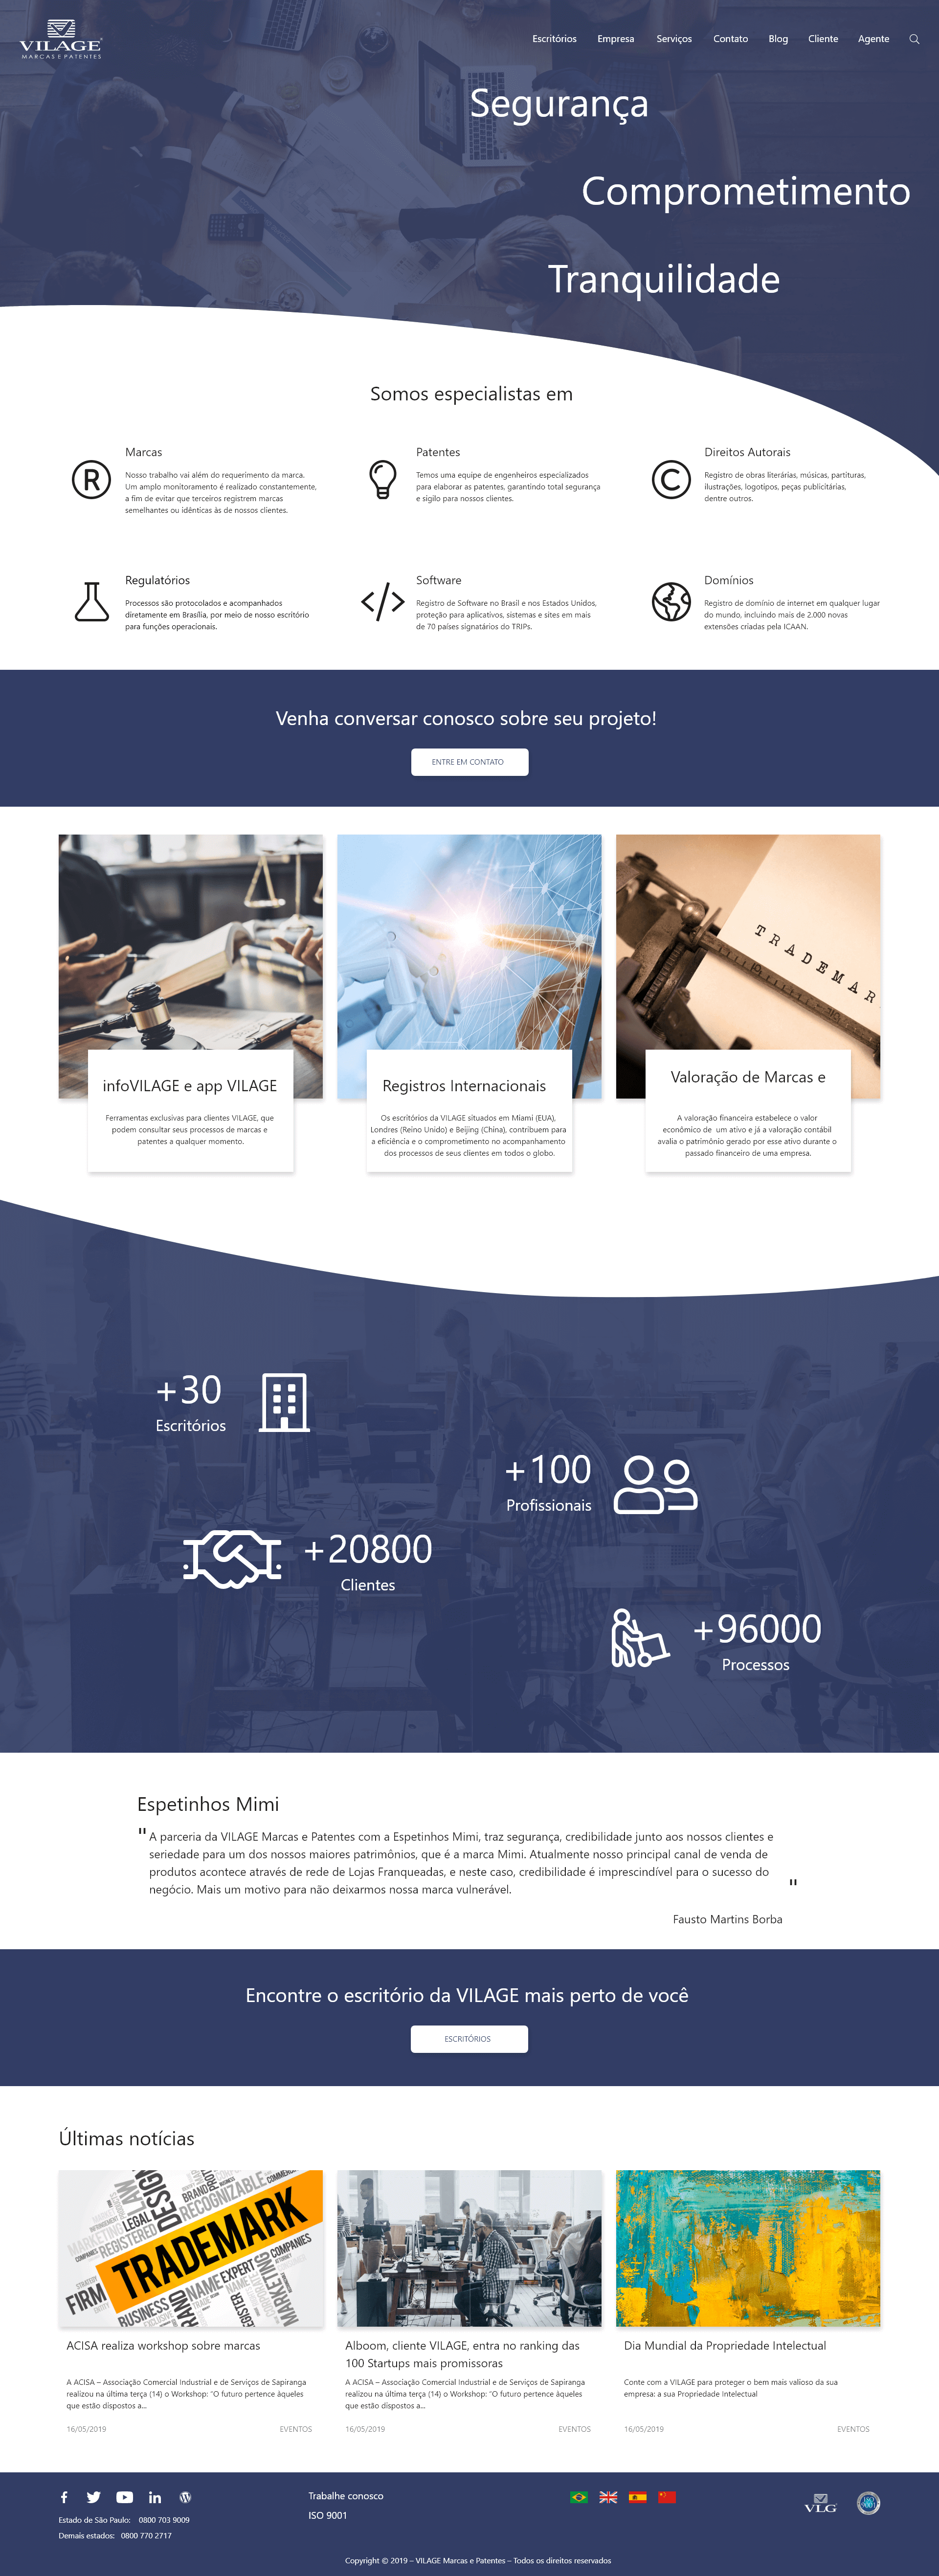 VILAGE
MARCAS E PATENTES
Escritórios
Empresa
Serviços
Contato
Blog
Cliente
Agente
Segurança
Comprometimento
Tranquilidade
Somos especialistas em
Marcas
Nosso trabalho vai além do requerimento da marca.
Um amplo monitoramento é realizado constantemente,
a fim de evitar que terceiros registrem marcas
semelhantes ou idênticas às de nossos clientes.
Patentes
Temos uma equipe de engenheiros especializados
para elaborar as patentes, garantindo total segurança
e sigilo para nossos clientes.
Direitos Autorais
Registro de obras literárias, músicas, partituras,
ilustrações, logotipos, peças publicitárias,
dentre outros.
Regulatórios
Processos são protocolados e acompanhados
diretamente em Brasília, por meio de nosso escritório
para funções operacionais.
Software
Registro de Software no Brasil e nos Estados Unidos,
proteção para aplicativos, sistemas e sites em mais
de 70 países signatários do TRIPs.
Domínios
Registro de domínio de internet em qualquer lugar
do mundo, incluindo mais de 2.000 novas
extensões criadas pela ICAAN.
Venha conversar conosco sobre seu projeto!
ENTRE EM CONTATO
TRADEMAR
infoVILAGE e app VILAGE
Ferramentas exclusivas para clientes VILAGE, que
podem consultar seus processos de marcas e
patentes a qualquer momento.
Registros Internacionais
Os escritórios da VILAGE situados em Miami (EUA),
Londres (Reino Unido) e Beijing (China), contribuem para
a eficiência e o comprometimento no acompanhamento
dos processos de seus clientes em todos o globo.
Valoração de Marcas e
A valoração financeira estabelece o valor
econômico de um ativo e já a valoração contábil
avalia o patrimônio gerado por esse ativo durante o
passado financeiro de uma empresa.
+30
Escritórios
+100
Profissionais
+20800
Clientes
+96000
Processos
Espetinhos Mimi
"A parceria da VILAGE Marcas e Patentes com a Espetinhos Mimi, traz segurança, credibilidade junto aos nossos clientes e
seriedade para um dos nossos maiores patrimônios, que é a marca Mimi. Atualmente nosso principal canal de venda de
produtos acontece através de rede de Lojas Franqueadas, e neste caso, credibilidade é imprescindível para o sucesso do
negócio. Mais um motivo para não deixarmos nossa marca vulnerável."
Fausto Martins Borba
Encontre o escritório da VILAGE mais perto de você
ESCRITÓRIOS
Últimas notícias
DESIGN
LAW
LEGAL
REGISTERED
BRAND
RECOGNIZABLE
TRADEMARK
FIRM
BUSINESS
NAME
EXPERT
MARKETING
ACISA realiza workshop sobre marcas
A ACISA – Associação Comercial Industrial e de Serviços de Sapiranga
realizou na última terça (14) o Workshop: "O futuro pertence àqueles
que estão dispostos a...
16/05/2019
EVENTOS
Alboom, cliente VILAGE, entra no ranking das
100 Startups mais promissoras
A ACISA – Associação Comercial Industrial e de Serviços de Sapiranga
realizou na última terça (14) o Workshop: "O futuro pertence àqueles
que estão dispostos a...
16/05/2019
EVENTOS
Dia Mundial da Propriedade Intelectual
Conte com a VILAGE para proteger o bem mais valioso da sua
empresa: a sua Propriedade Intelectual
16/05/2019
EVENTOS
Estado de São Paulo: 0800 703 9009
Demais estados: 0800 770 2717
Trabalhe conosco
ISO 9001
VLG
Copyright © 2019 – VILAGE Marcas e Patentes – Todos os direitos reservados